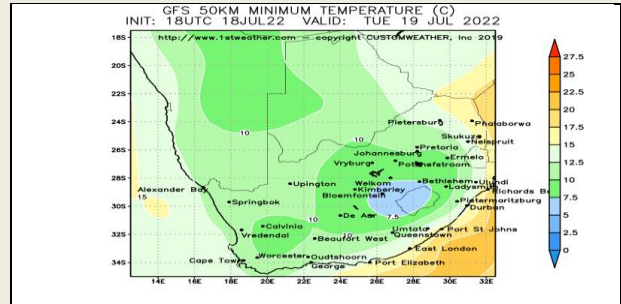 GFS 50KM MINIMUM TEMPERATURE (C)
INIT: 18UTC 18JUL22 VALID: TUE 19 JUL 2022
http://www.1stweather.com copyright CUSTOMWEATHER, Inc 2019
18S
20S
22S
24S
26S
28S
30S
32S
34S
14E 16E 18E 20E 22E 24E 26E 28E 30E 32E
10
Pietersburg
Phalaborwa
Skukuza
Nelspruit
10
Pretoria
Johannesburg
Ermelo
Vryburg
Potchefstroom
Welkom
Bethlehem
Ulundi
Alexander Bay
Upington
Kimberley
Ladysmith
Richards B
Bloemfontein
15
Springbok
Pietermaritzburg
Durban
De Aar
7.5
10
Calvinia
Umtata
Port St Johns
Vredendal
10
Beaufort West
Queenstown
East London
Cape Town
Worcester
Oudtshoorn
George
Port Elizabeth
27.5
25
22.5
20
17.5
15
12.5
10
7.5
5
2.5
0